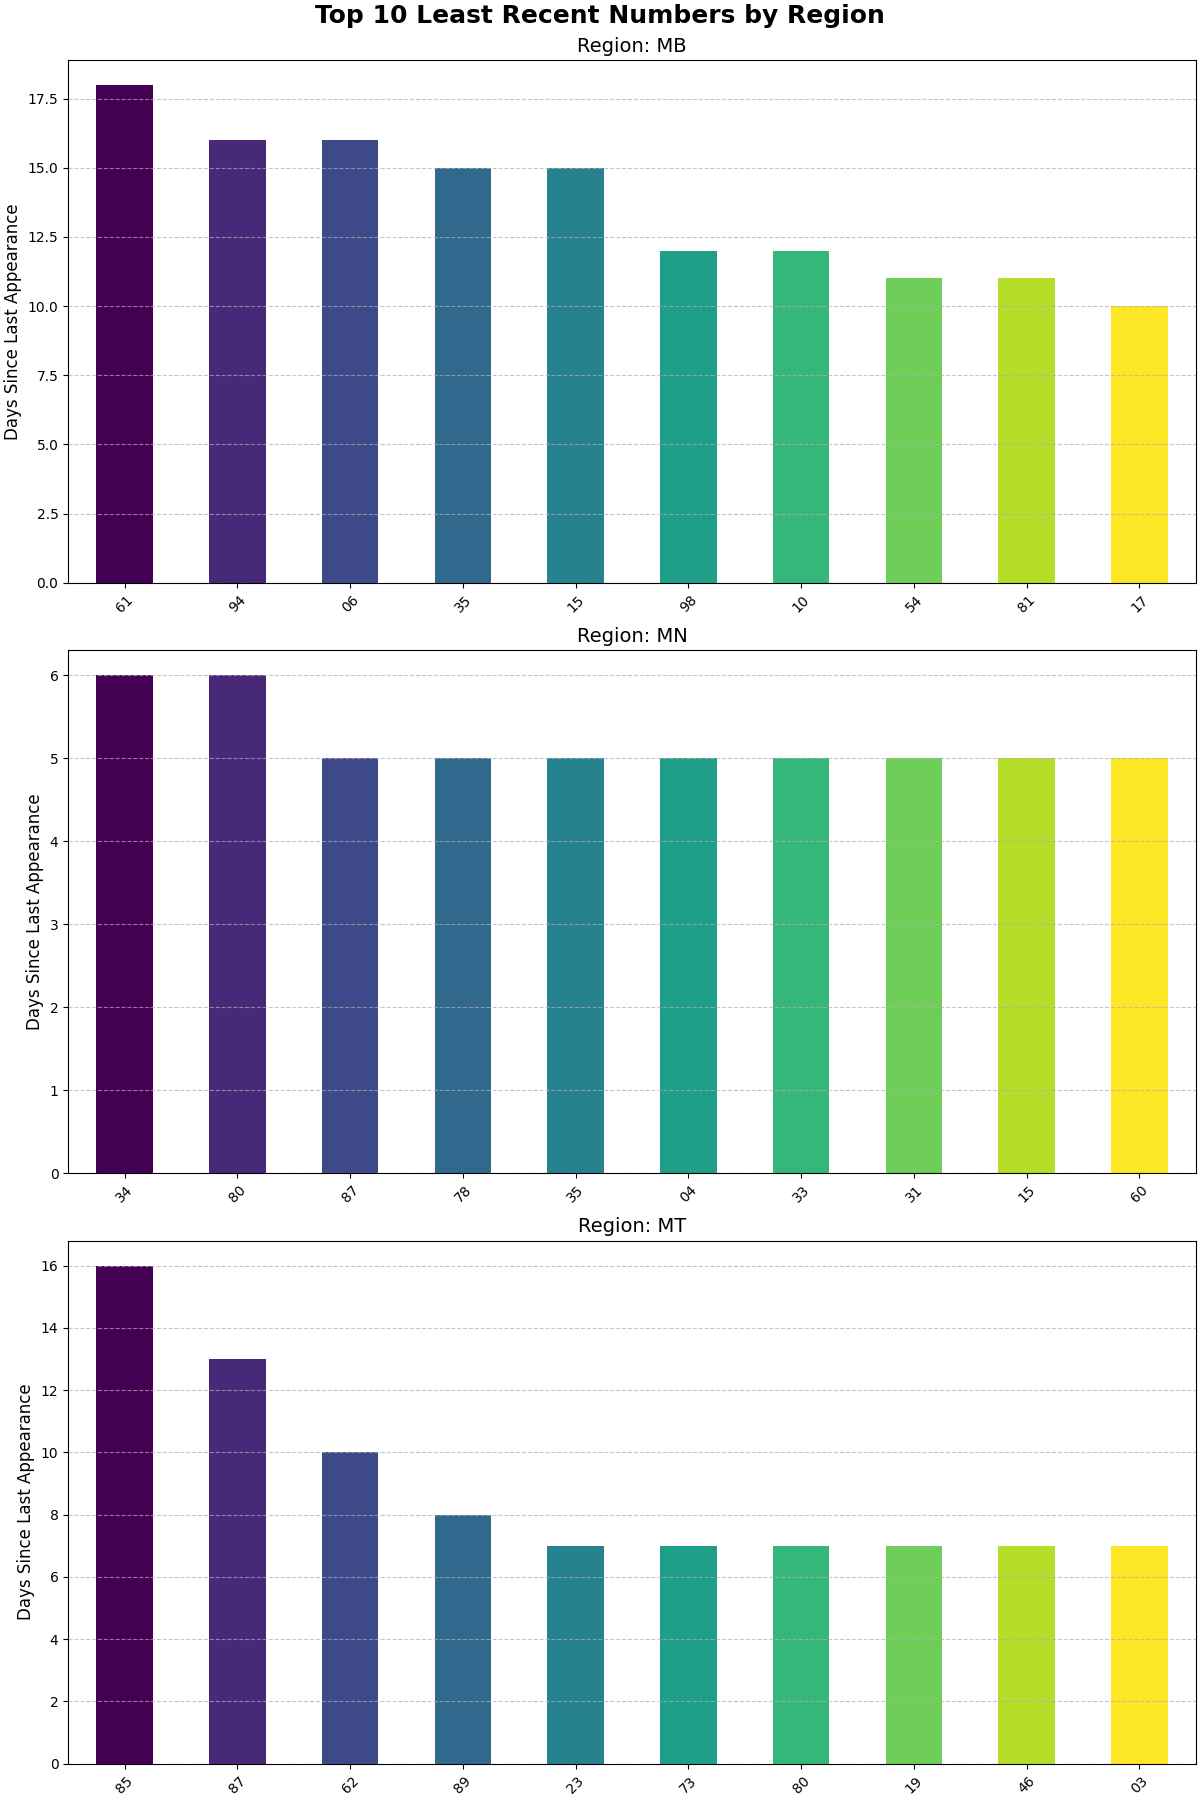 Top 10 Least Recent Numbers by Region
Region: MB
Days Since Last Appearance
17.5
15.0
12.5
10.0
7.5
5.0
2.5
0.0
61 94 06 35 15 98 10 54 81 17
Region: MN
Days Since Last Appearance
6
5
4
3
2
1
0
34 80 87 78 35 04 33 31 15 60
Region: MT
Days Since Last Appearance
16
14
12
10
8
6
4
2
0
85 87 62 89 23 73 80 19 46 03